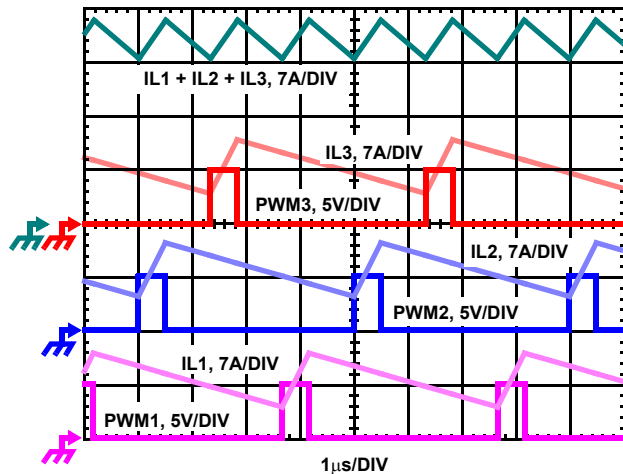 IL1 + IL2 + IL3, 7A/DIV
IL3, 7A/DIV
PWM3, 5V/DIV
IL2, 7A/DIV
PWM2, 5V/DIV
IL1, 7A/DIV
PWM1, 5V/DIV
1μs/DIV